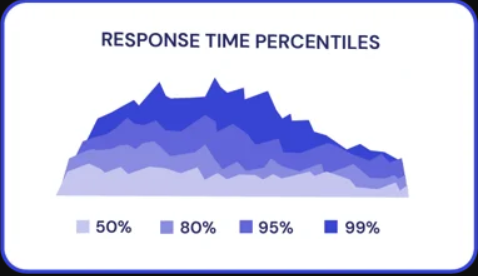 RESPONSE TIME PERCENTILES
50% 80% 95% 99%